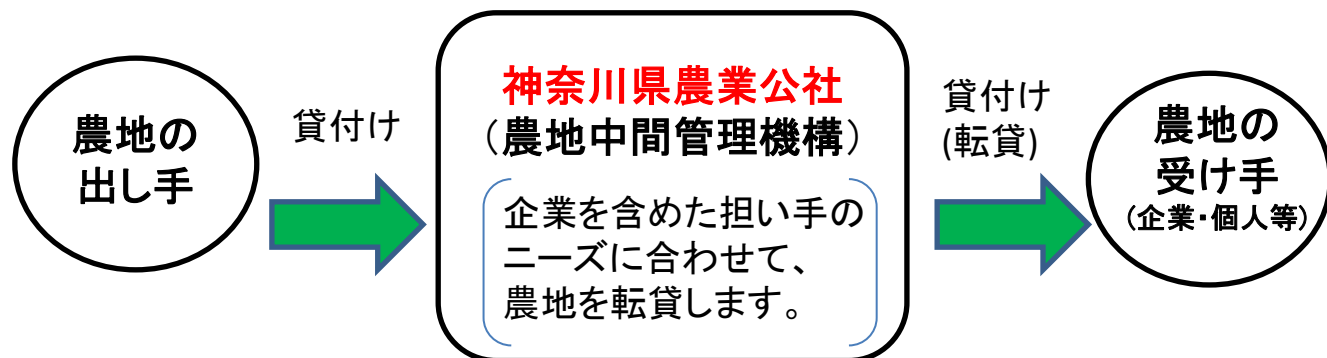 農地の
出し手
貸付け
神奈川県農業公社
（農地中間管理機構）
企業を含めた担い手の
ニーズに合わせて、
農地を転貸します。
貸付け
(転貸)
農地の
受け手
（企業・個人等）